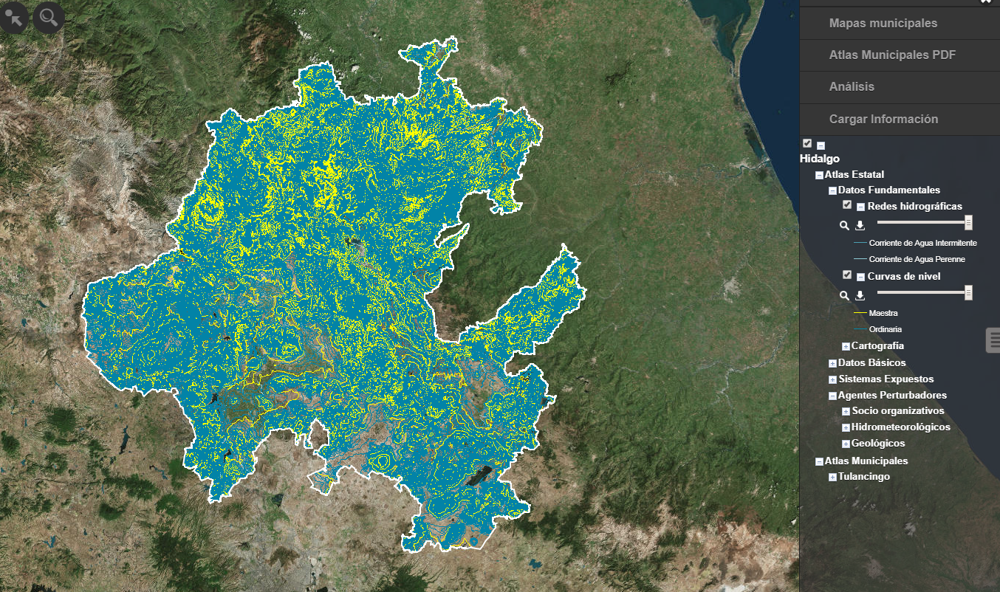 Mapas municipales
Atlas Municipales PDF
Análisis
Cargar Información
Hidalgo
Atlas Estatal
Datos Fundamentales
Redes hidrográficas
Corriente de Agua Intermitente
Corriente de Agua Perenne
Curvas de nivel
Maestra
Ordinaria
Cartografía
Datos Básicos
Sistemas Expuestos
Agentes Perturbadores
Socio organizativos
Hidrometeorológicos
Geológicos
Atlas Municipales
Tulancingo